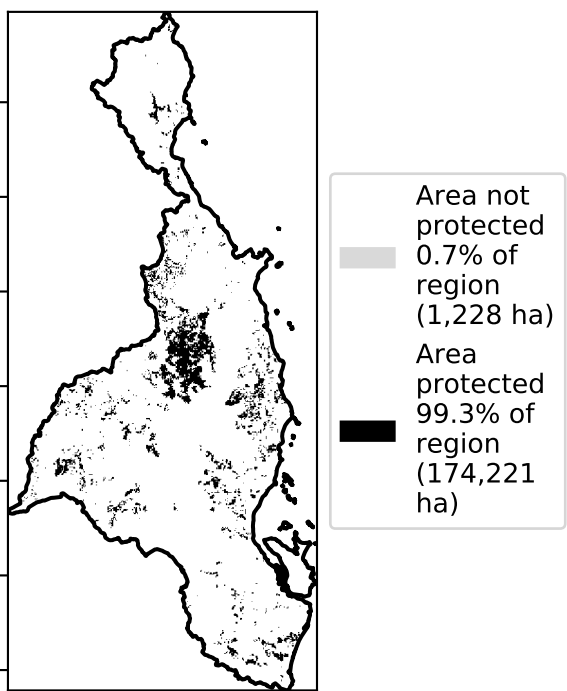 Area not
protected
0.7% of
region
(1,228 ha)
Area
protected
99.3% of
region
(174,221
ha)